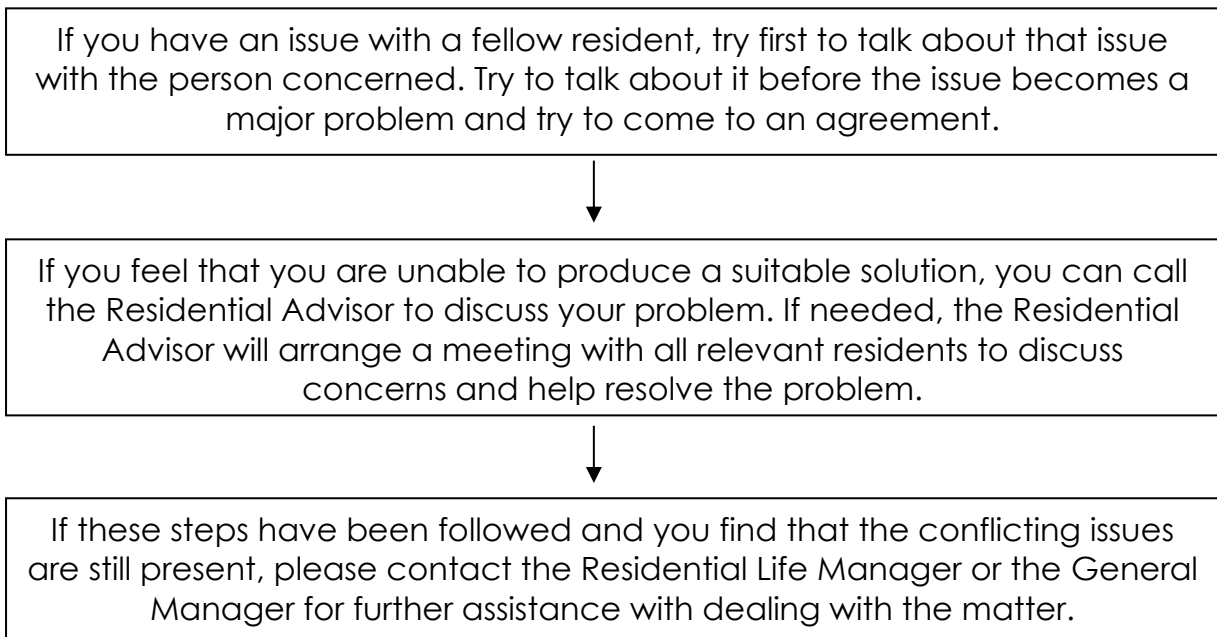 If you have an issue with a fellow resident, try first to talk about that issue
with the person concerned. Try to talk about it before the issue becomes a
major problem and try to come to an agreement.
If you feel that you are unable to produce a suitable solution, you can call
the Residential Advisor to discuss your problem. If needed, the Residential
Advisor will arrange a meeting with all relevant residents to discuss
concerns and help resolve the problem.
If these steps have been followed and you find that the conflicting issues
are still present, please contact the Residential Life Manager or the General
Manager for further assistance with dealing with the matter.